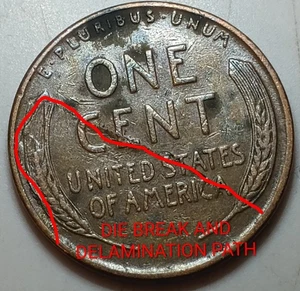 E·PLURIBUS·UNUM
ONE
CENT
UNITED STATES
OF AMERICA
DIE BREAK AND
DELAMINATION PATH